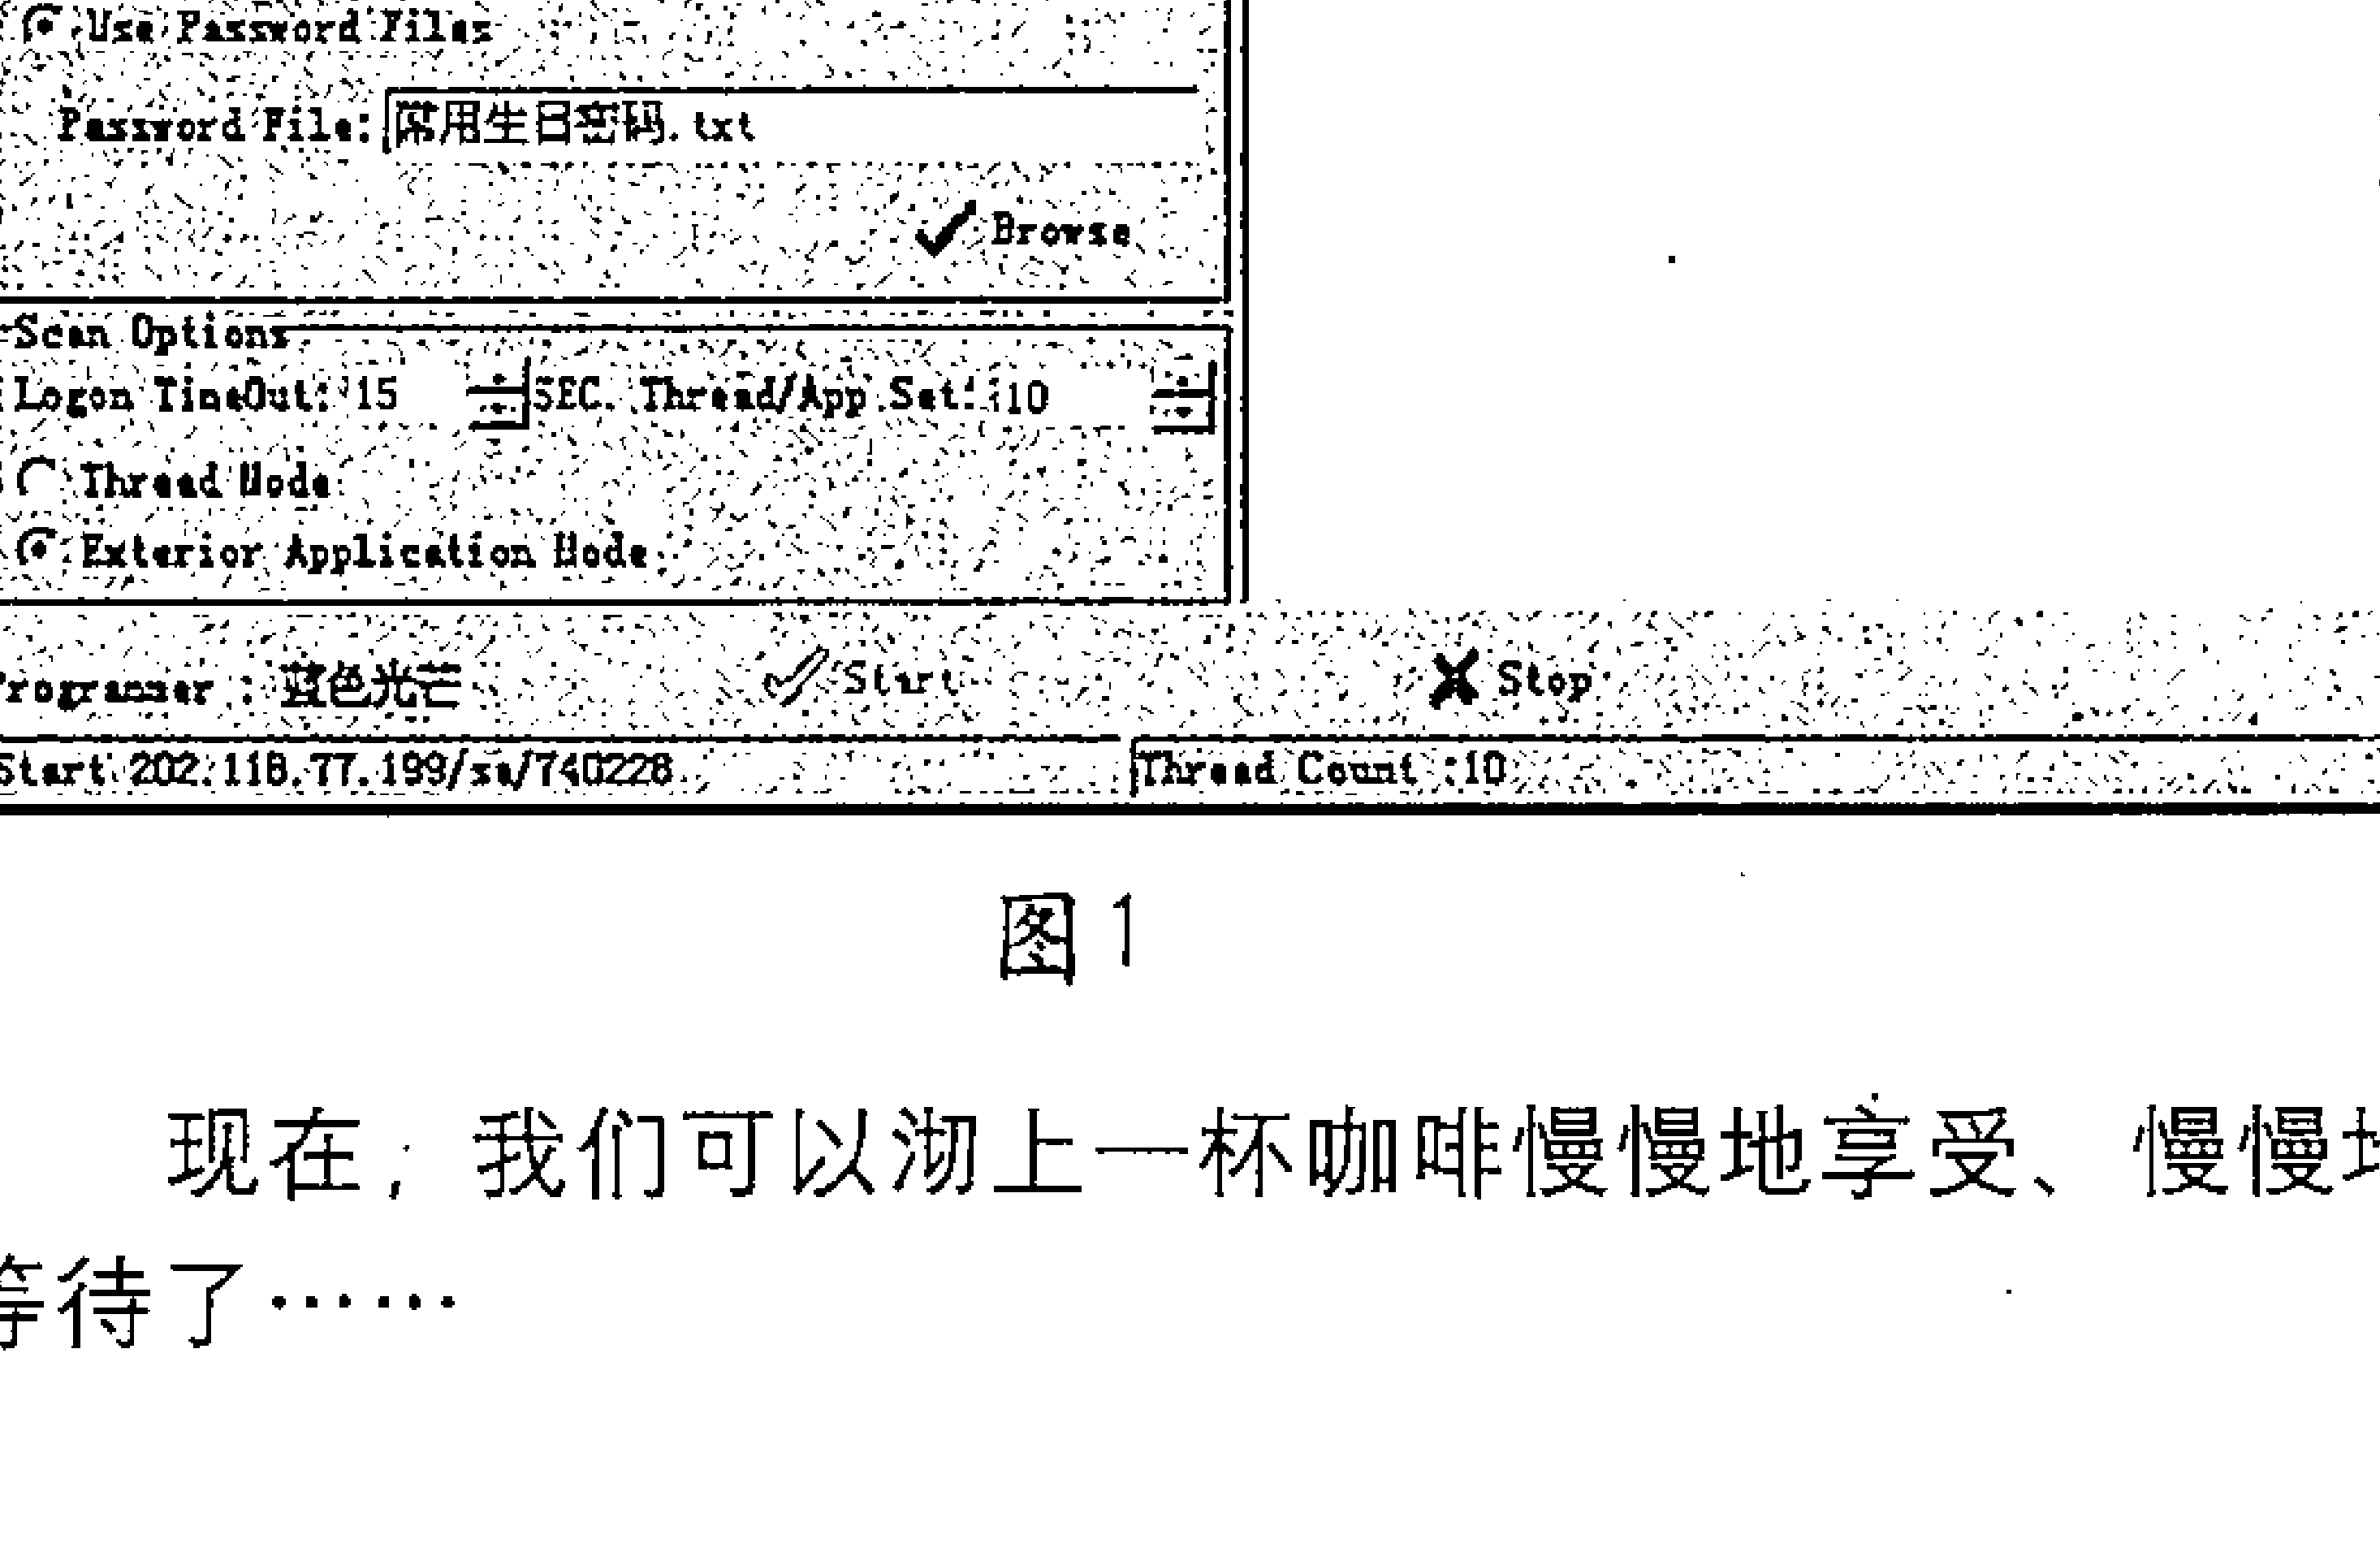 Use Password Files
Password File: 常用生日密码.txt
Browse
Scan Options
Logon TimeOut: 15 SEC. Thread/App Set: 10
Thread Mode
Exterior Application Mode
rogrammer : 蓝色光芒 Start Stop
Start 202.118.77.199/sa/740228 Thread Count :10
图1
现在，我们可以沏上一杯咖啡慢慢地享受、慢慢地
等待了……